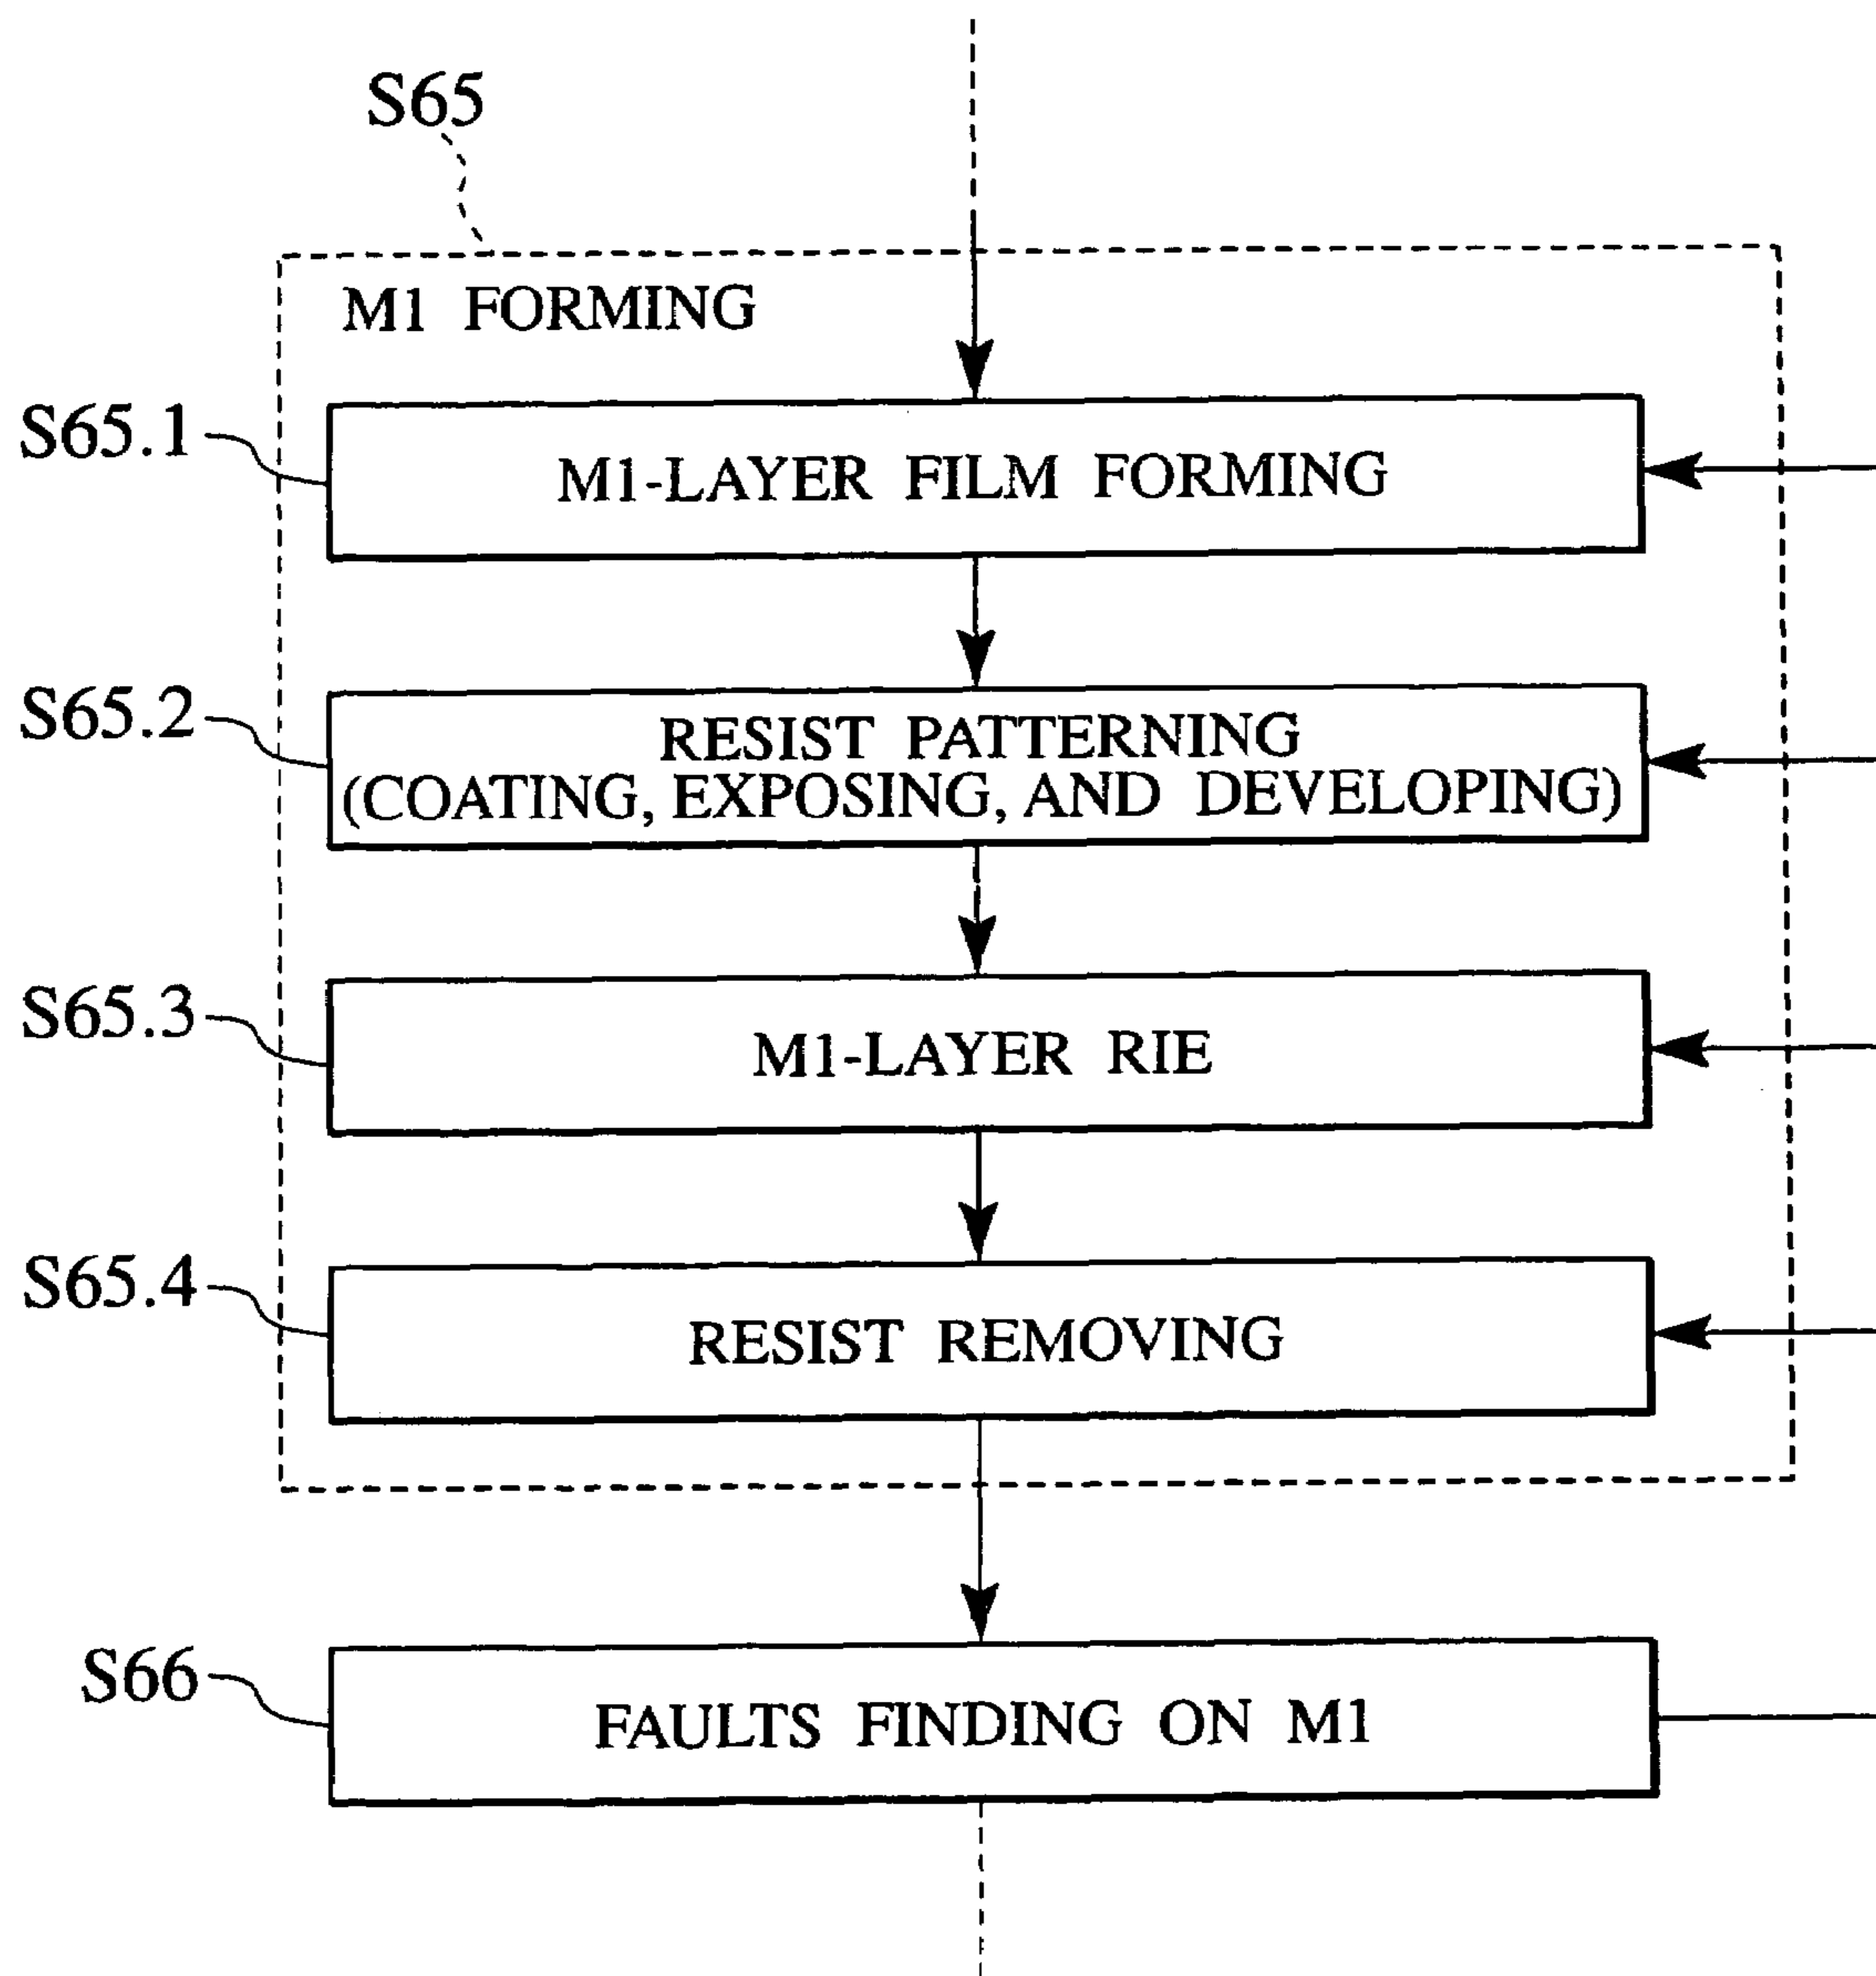 S65
M1 FORMING
S65.1
M1-LAYER FILM FORMING
S65.2
RESIST PATTERNING
(COATING, EXPOSING, AND DEVELOPING)
S65.3
M1-LAYER RIE
S65.4
RESIST REMOVING
S66
FAULTS FINDING ON M1